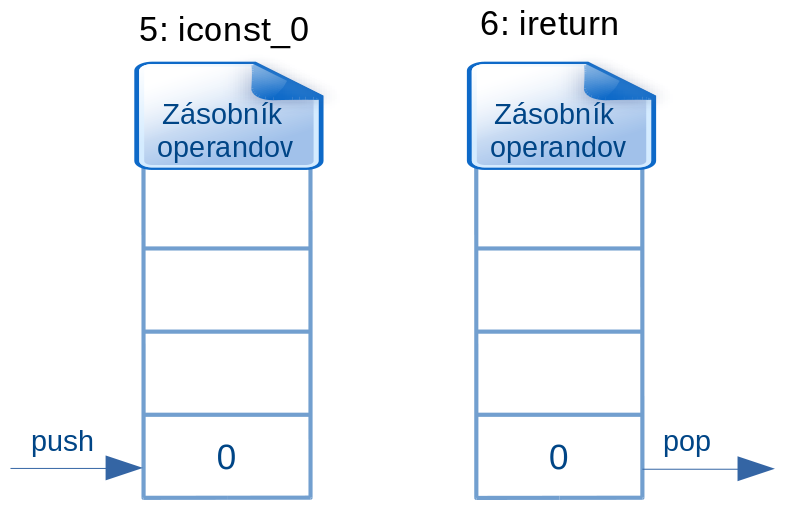 5: iconst_0
6: ireturn
Zásobník
operandov
Zásobník
operandov
push
0
0
pop